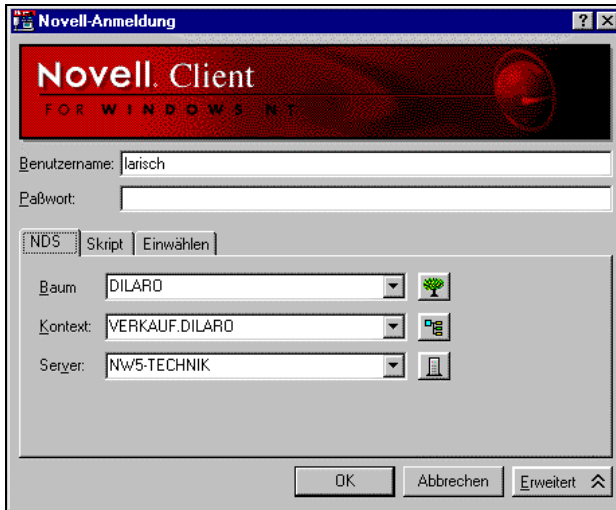 Novell-Anmeldung
Novell. Client
FOR WINDOWS NT
Benutzername: larisch
Paßwort:
NDS Skript Einwählen
Baum DILARO
Kontext: VERKAUF.DILARO
Server: NW5-TECHNIK
OK Abbrechen Erweitert